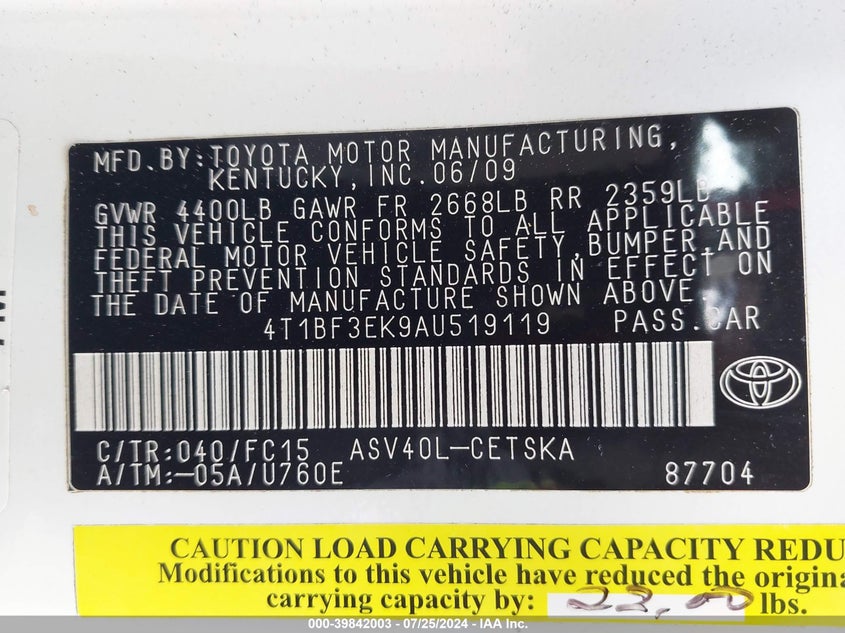 MFD.BY:TOYOTA MOTOR MANUFACTURING,
KENTUCKY,INC.06/09
GVWR 4400LB GAWR FR 2668LB RR 2359LB
THIS VEHICLE CONFORMS TO ALL APPLICABLE
FEDERAL MOTOR VEHICLE SAFETY,BUMPER,AND
THEFT PREVENTION STANDARDS IN EFFECT ON
THE DATE OF MANUFACTURE SHOWN ABOVE.
4T1BF3EK9AU519119 PASS.CAR
C/TR:040/FC15 ASV40L-CETSKA
A/TM:-05A/U760E 87704
CAUTION LOAD CARRYING CAPACITY REDU
Modifications to this vehicle have reduced the origina
carrying capacity by: 22.00 lbs.
000-39842003 - 07/25/2024 - IAA Inc.